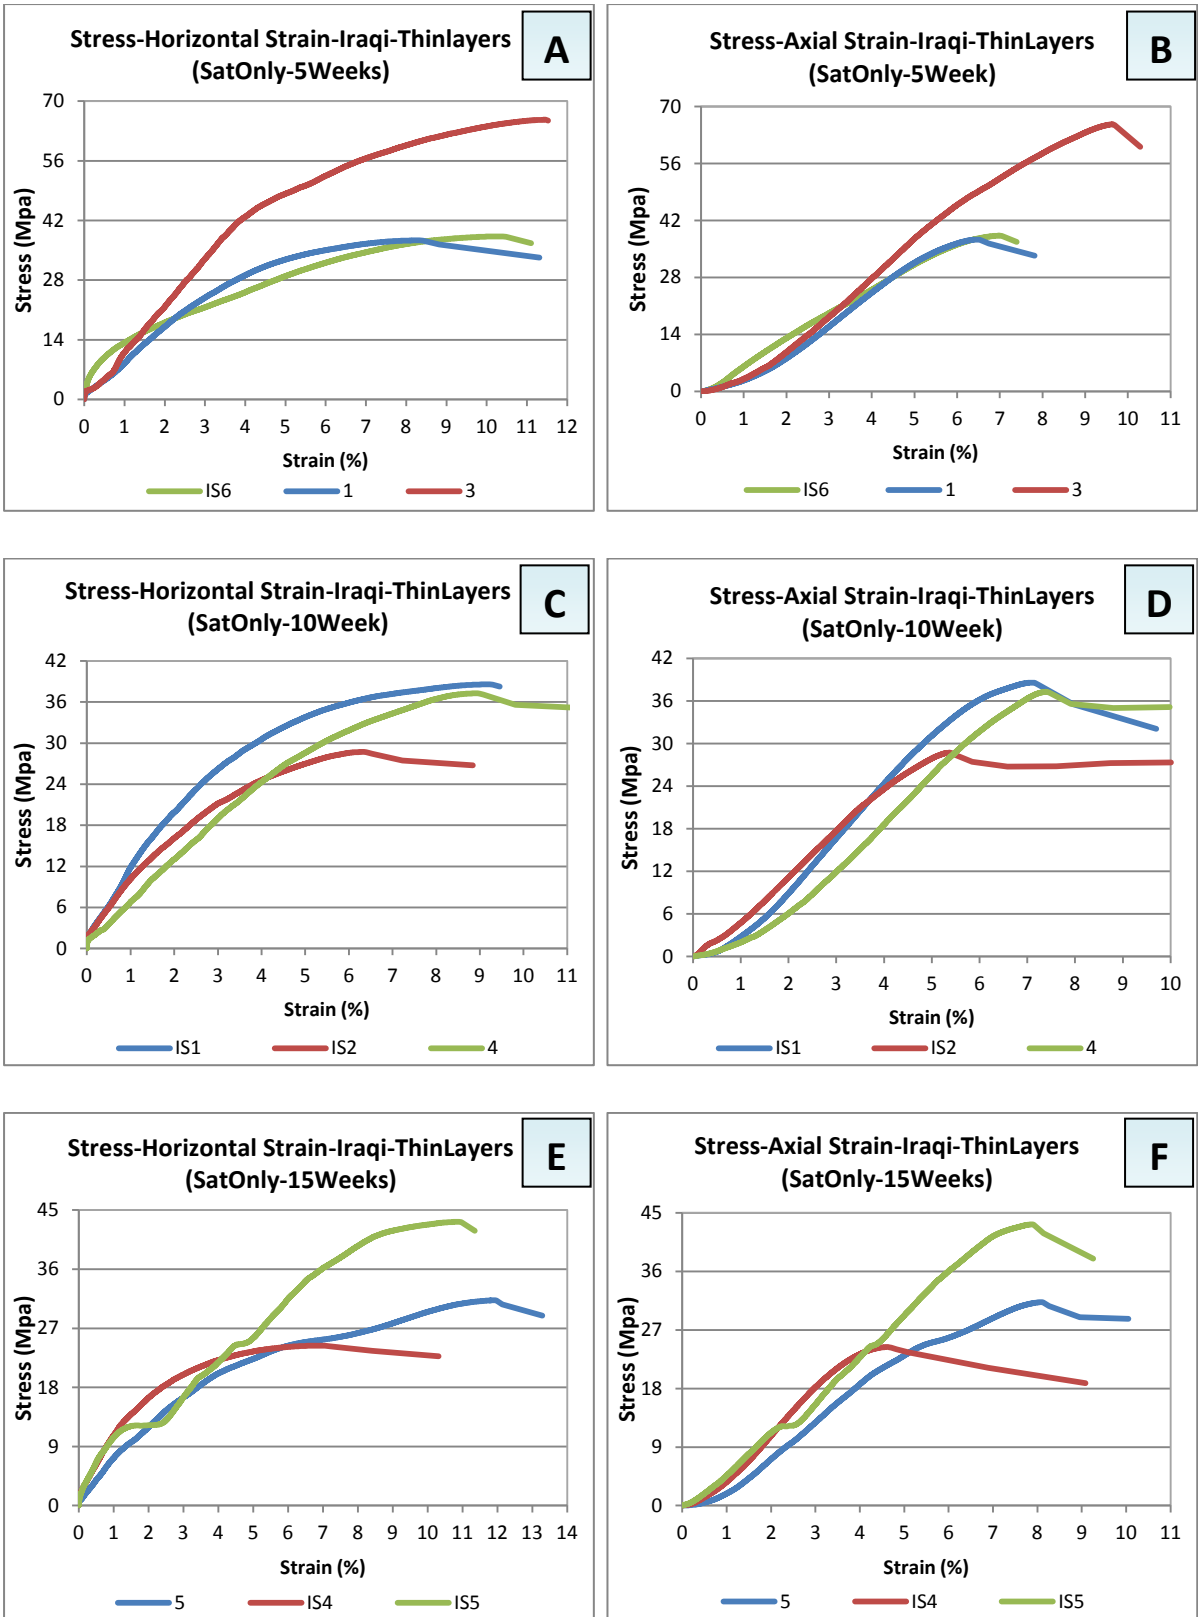 Stress-Horizontal Strain-Iraqi-Thinlayers
(SatOnly-5Weeks)
A
70
56
42
28
14
0
Stress (Mpa)
0 1 2 3 4 5 6 7 8 9 10 11 12
Strain (%)
IS6 1 3
Stress-Axial Strain-Iraqi-ThinLayers
(SatOnly-5Week)
B
70
56
42
28
14
0
Stress (Mpa)
0 1 2 3 4 5 6 7 8 9 10 11
Strain (%)
IS6 1 3
Stress-Horizontal Strain-Iraqi-ThinLayers
(SatOnly-10Week)
C
42
36
30
24
18
12
6
0
Stress (Mpa)
0 1 2 3 4 5 6 7 8 9 10 11
Strain (%)
IS1 IS2 4
Stress-Axial Strain-Iraqi-ThinLayers
(SatOnly-10Week)
D
42
36
30
24
18
12
6
0
Stress (Mpa)
0 1 2 3 4 5 6 7 8 9 10
Strain (%)
IS1 IS2 4
Stress-Horizontal Strain-Iraqi-ThinLayers
(SatOnly-15Weeks)
E
45
36
27
18
9
0
Stress (Mpa)
0 1 2 3 4 5 6 7 8 9 10 11 12 13 14
Strain (%)
5 IS4 IS5
Stress-Axial Strain-Iraqi-ThinLayers
(SatOnly-15Weeks)
F
45
36
27
18
9
0
Stress (Mpa)
0 1 2 3 4 5 6 7 8 9 10 11
Strain (%)
5 IS4 IS5